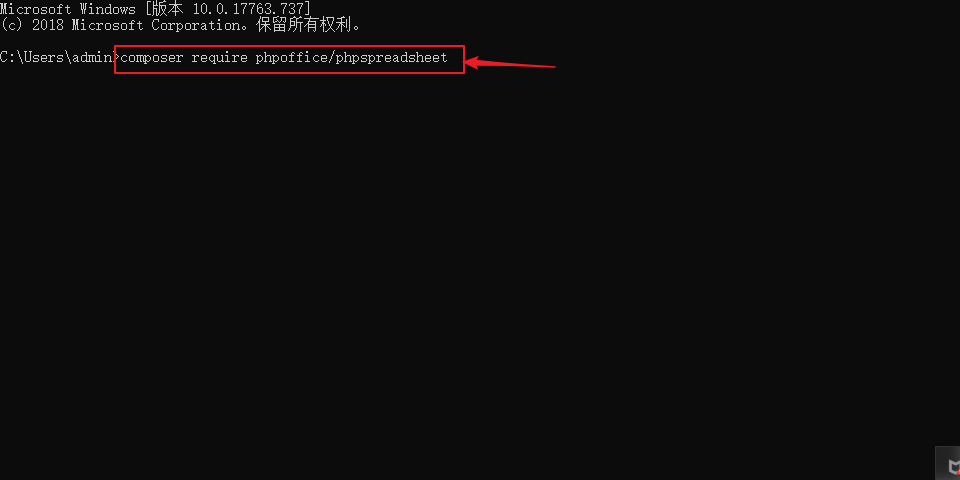 Microsoft Windows [版本 10.0.17763.737]
(c) 2018 Microsoft Corporation。保留所有权利。
C:\Users\admin>composer require phpoffice/phpspreadsheet